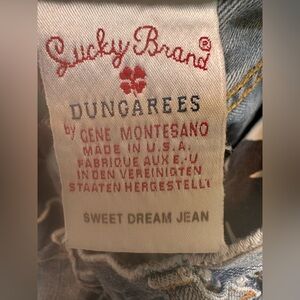 Lucky Brand®
DUNGAREES
by GENE MONTESANO
MADE IN U.S.A.
FABRIQUE AUX E.-U
IN DEN VEREINIGTEN
STAATEN HERGESTELLT
SWEET DREAM JEAN